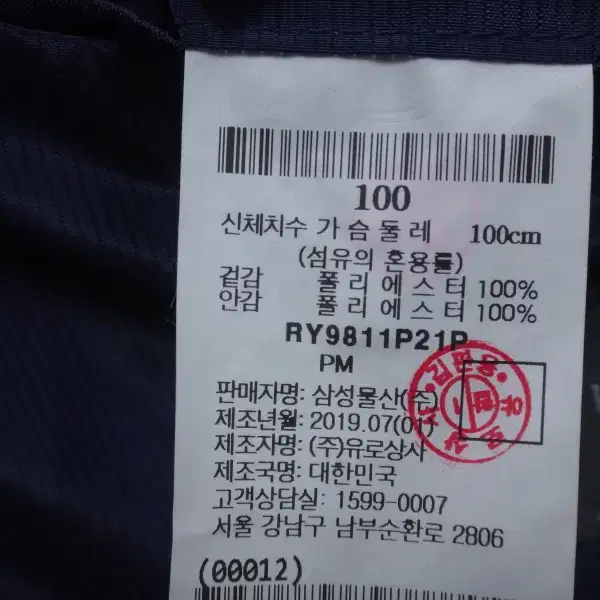 100
신체치수 가 슴 둘 레 100cm
(섬유의 혼용률)
겉감 폴 리 에 스 터 100%
안감 폴 리 에 스 터 100%
RY9811P21P
PM
판매자명: 삼성물산(주)
제조년월: 2019.07(01)
제조자명: (주)유로상사
제조국명: 대한민국
고객상담실: 1599-0007
서울 강남구 남부순환로 2806
(00012)